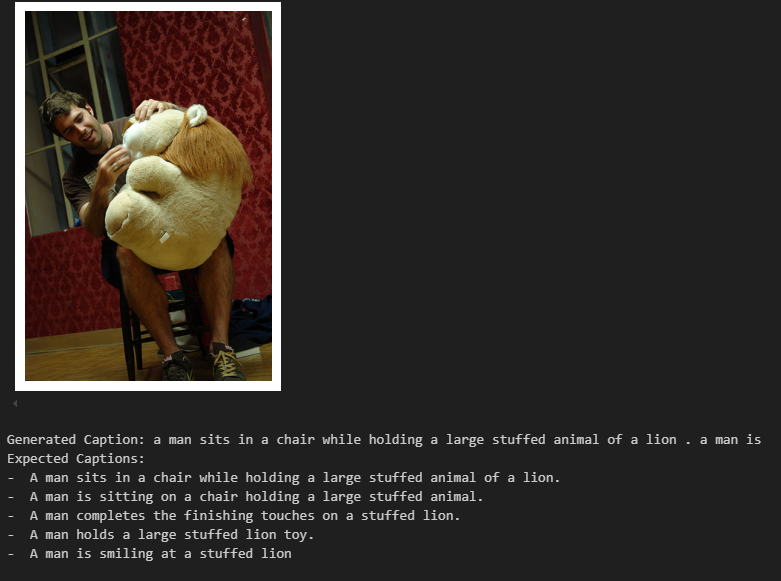 Generated Caption: a man sits in a chair while holding a large stuffed animal of a lion . a man is
Expected Captions:
-  A man sits in a chair while holding a large stuffed animal of a lion.
-  A man is sitting on a chair holding a large stuffed animal.
-  A man completes the finishing touches on a stuffed lion.
-  A man holds a large stuffed lion toy.
-  A man is smiling at a stuffed lion